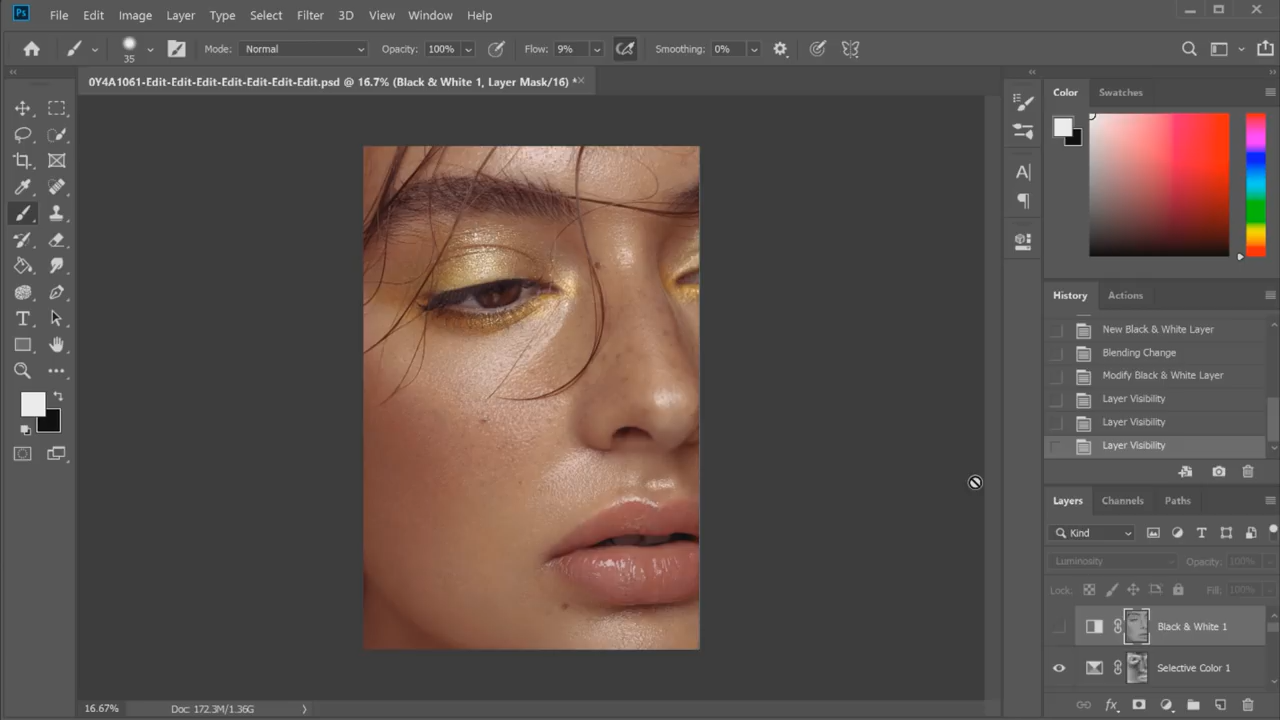 Ps File Edit Image Layer Type Select Filter 3D View Window Help
35 Mode: Normal Opacity: 100% Flow: 9% Smoothing: 0%
0Y4A1061-Edit-Edit-Edit-Edit-Edit-Edit-Edit.psd @ 16.7% (Black & White 1, Layer Mask/16) *
Color Swatches
History Actions
New Black & White Layer
Blending Change
Modify Black & White Layer
Layer Visibility
Layer Visibility
Layer Visibility
Layers Channels Paths
Kind
Luminosity Opacity: 100%
Lock: Fill: 100%
Black & White 1
Selective Color 1
16.67% Doc: 172.3M/1.36G